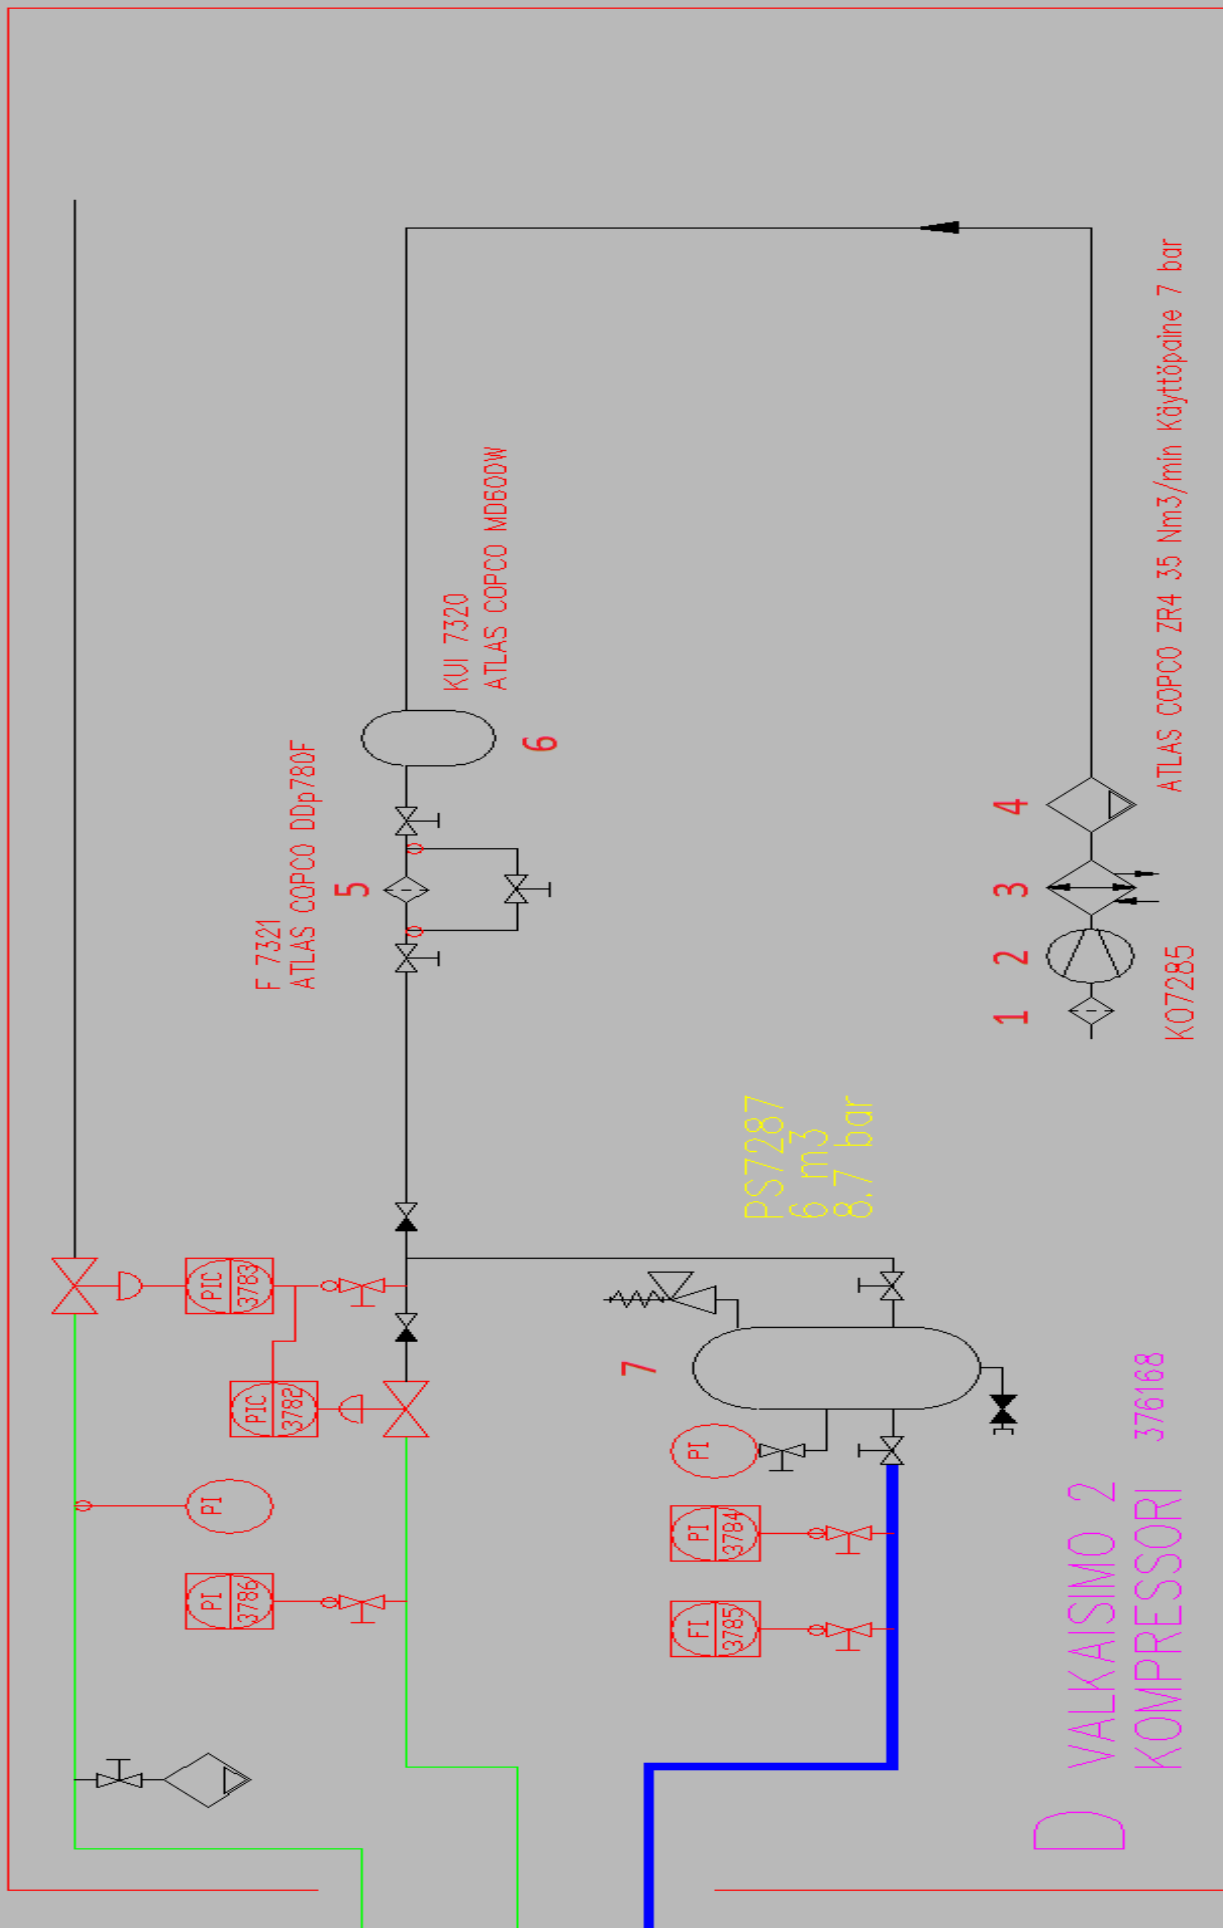 PIC
3783
PIC
3782
PI
PI
3786
F 7321
ATLAS COPCO DDp780F
5
KUI 7320
ATLAS COPCO MD600W
6
PS7287
6 m3
8.7 bar
7
PI
PI
3784
FI
3785
1
2
3
4
KO7285
ATLAS COPCO ZR4 35 Nm3/min Käyttöpaine 7 bar
D
VALKAISIMO 2
KOMPRESSORI 376168